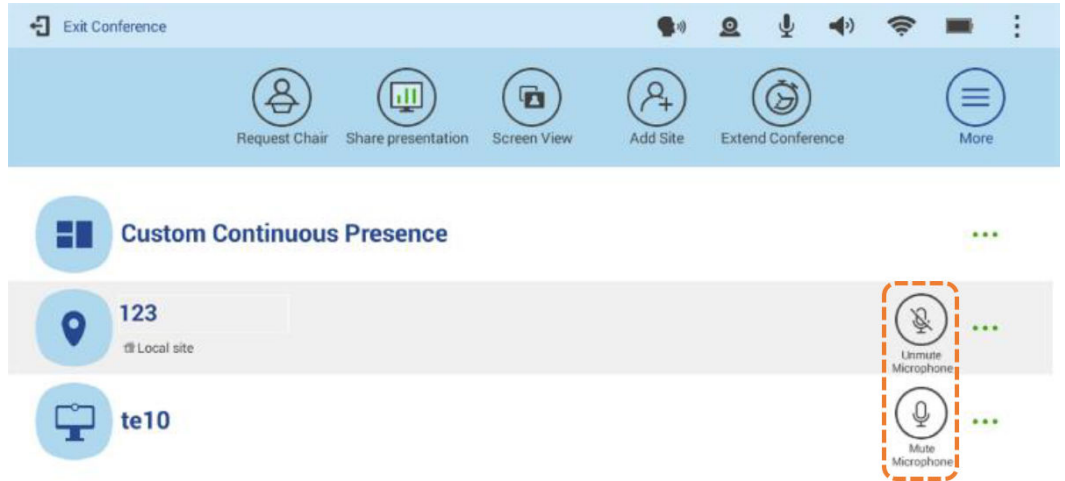 Exit Conference
Request Chair
Share presentation
Screen View
Add Site
Extend Conference
More
Custom Continuous Presence
123
Local site
Unmute
Microphone
te10
Mute
Microphone